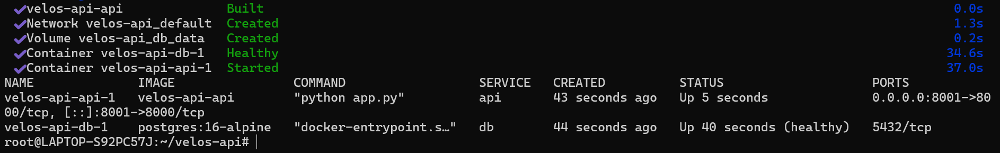 ✔velos-api-api Built 0.0s
✔Network velos-api_default Created 1.3s
✔Volume velos-api_db_data Created 0.2s
✔Container velos-api-db-1 Healthy 34.6s
✔Container velos-api-api-1 Started 37.0s
NAME IMAGE COMMAND SERVICE CREATED STATUS PORTS
velos-api-api-1 velos-api-api "python app.py" api 43 seconds ago Up 5 seconds 0.0.0.0:8001->80
00/tcp, [::]:8001->8000/tcp
velos-api-db-1 postgres:16-alpine "docker-entrypoint.s…" db 44 seconds ago Up 40 seconds (healthy) 5432/tcp
root@LAPTOP-S92PC57J:~/velos-api#